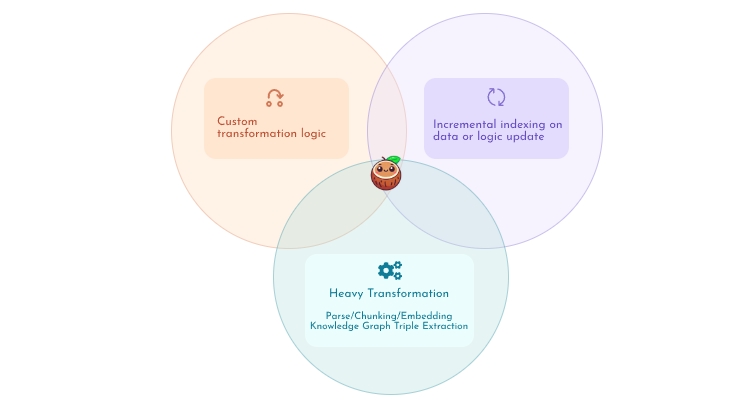 Custom
transformation logic
Incremental indexing on
data or logic update
Heavy Transformation
Parse/Chunking/Embedding
Knowledge Graph Triple Extraction